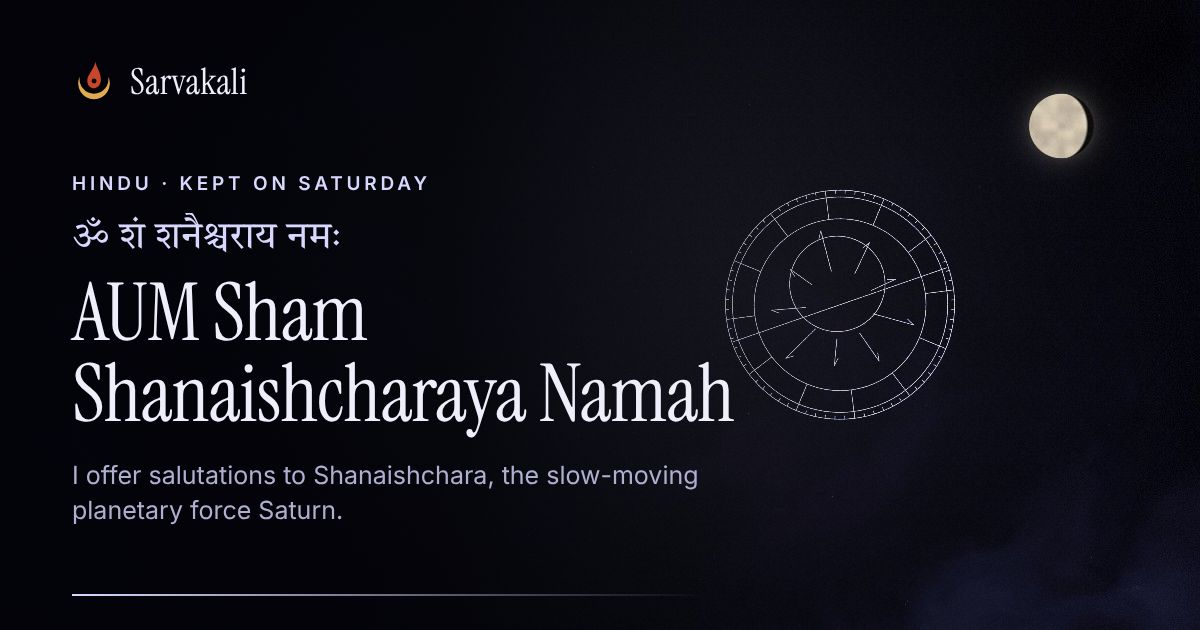 Sarvakali
HINDU · KEPT ON SATURDAY
ॐ शं शनैश्चराय नमः
AUM Sham
Shanaishcharaya Namah
I offer salutations to Shanaishchara, the slow-moving
planetary force Saturn.